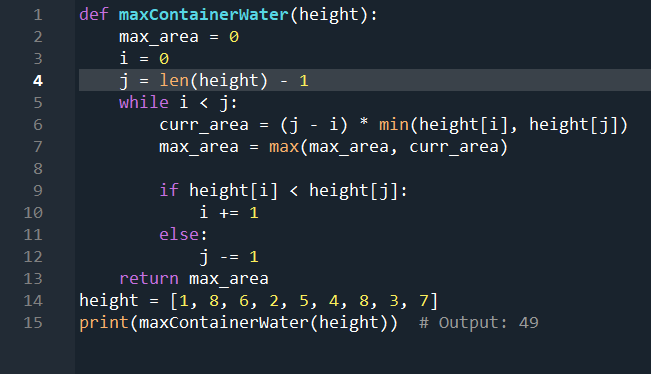 1 def maxContainerWater(height):
2     max_area = 0
3     i = 0
4     j = len(height) - 1
5     while i < j:
6         curr_area = (j - i) * min(height[i], height[j])
7         max_area = max(max_area, curr_area)
8
9         if height[i] < height[j]:
10             i += 1
11         else:
12             j -= 1
13     return max_area
14 height = [1, 8, 6, 2, 5, 4, 8, 3, 7]
15 print(maxContainerWater(height))  # Output: 49